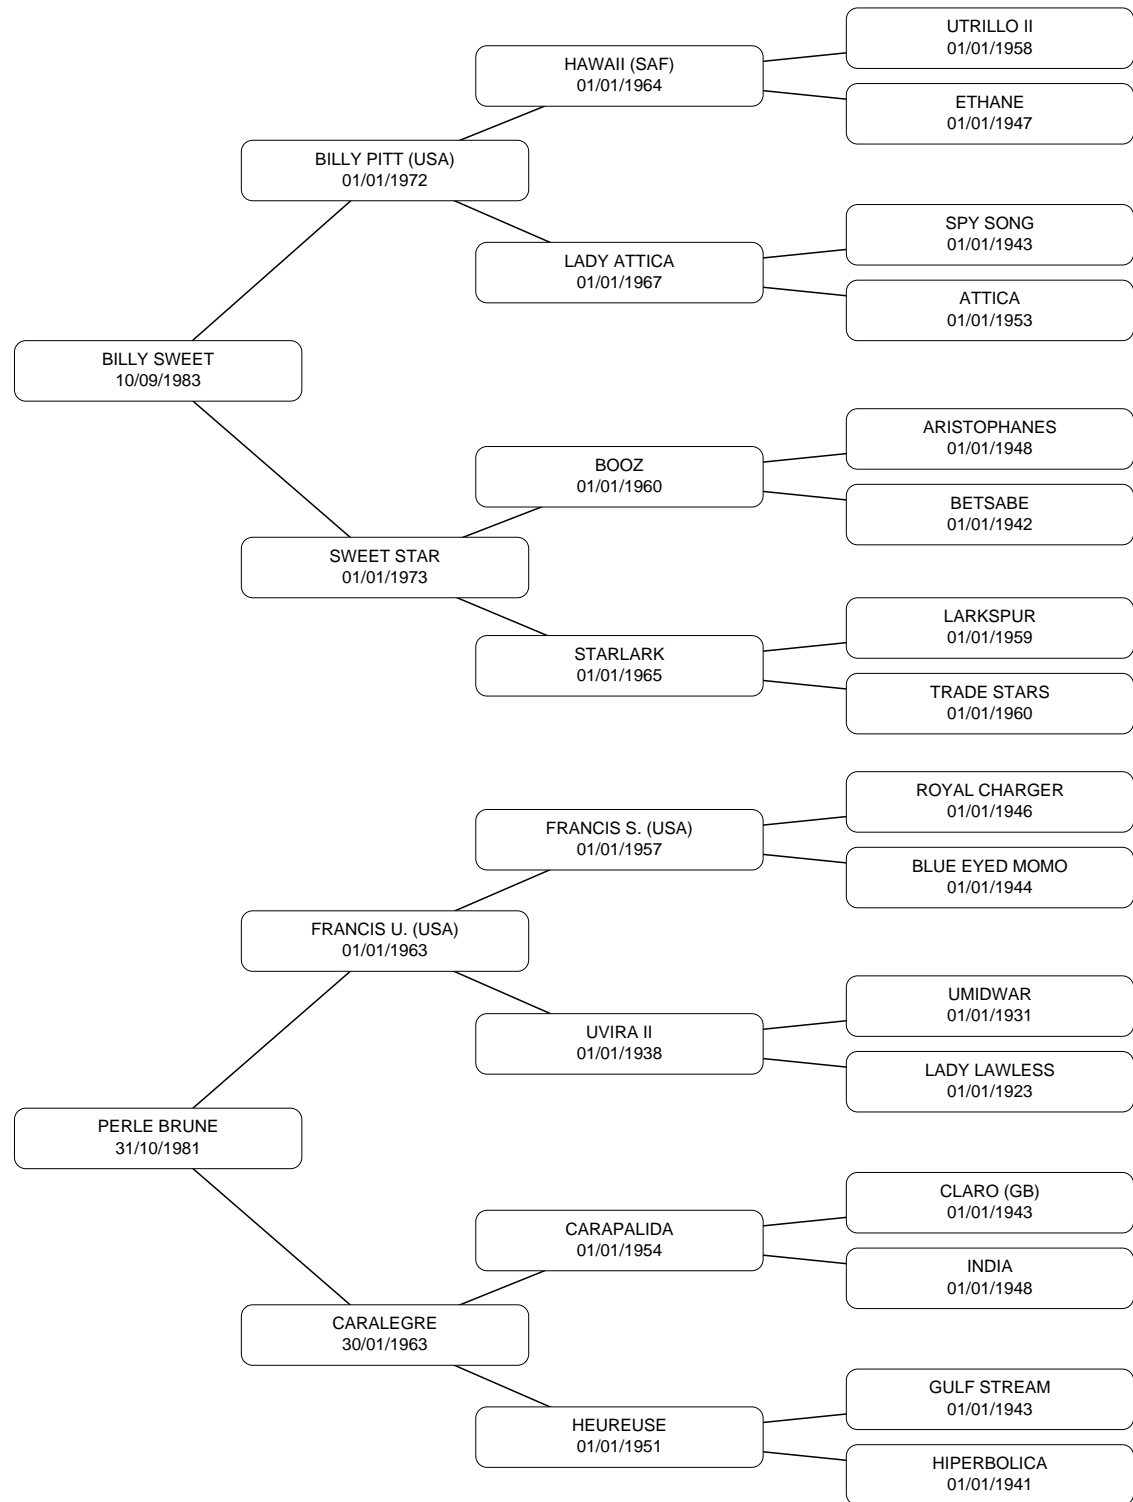 UTRILLO II
01/01/1958
HAWAII (SAF)
01/01/1964
ETHANE
01/01/1947
BILLY PITT (USA)
01/01/1972
SPY SONG
01/01/1943
LADY ATTICA
01/01/1967
ATTICA
01/01/1953
BILLY SWEET
10/09/1983
ARISTOPHANES
01/01/1948
BOOZ
01/01/1960
BETSABE
01/01/1942
SWEET STAR
01/01/1973
LARKSPUR
01/01/1959
STARLARK
01/01/1965
TRADE STARS
01/01/1960
ROYAL CHARGER
01/01/1946
FRANCIS S. (USA)
01/01/1957
BLUE EYED MOMO
01/01/1944
FRANCIS U. (USA)
01/01/1963
UMIDWAR
01/01/1931
UVIRA II
01/01/1938
LADY LAWLESS
01/01/1923
PERLE BRUNE
31/10/1981
CLARO (GB)
01/01/1943
CARAPALIDA
01/01/1954
INDIA
01/01/1948
CARALEGRE
30/01/1963
GULF STREAM
01/01/1943
HEUREUSE
01/01/1951
HIPERBOLICA
01/01/1941